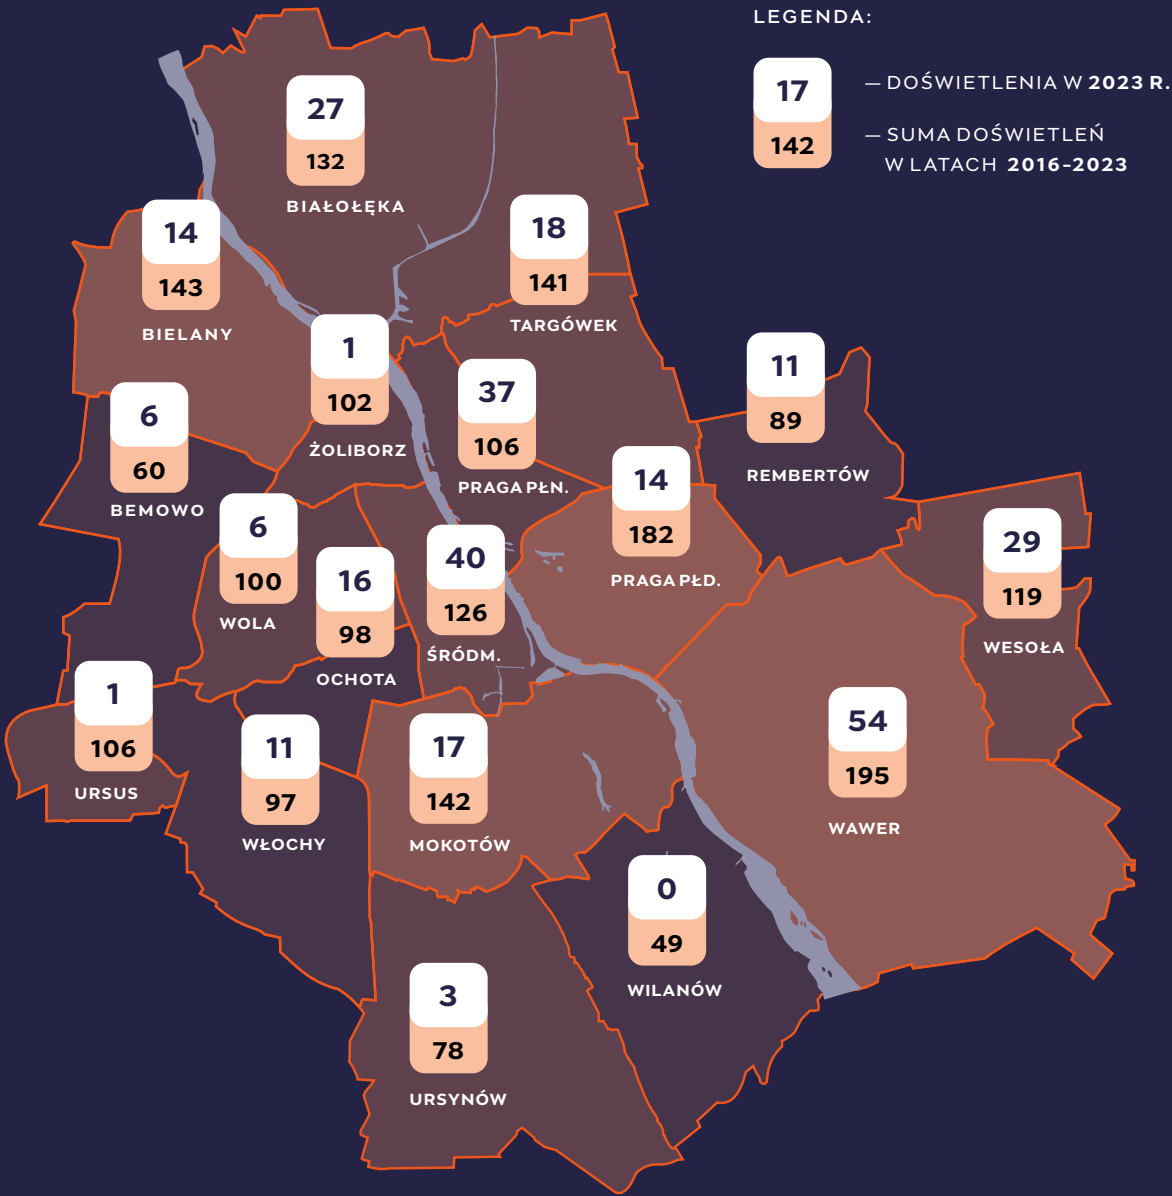 LEGENDA:
17
— DOŚWIETLENIA W 2023 R.
142
— SUMA DOŚWIETLEŃ
W LATACH 2016-2023
27
132
BIAŁOŁĘKA
14
143
BIELANY
18
141
TARGÓWEK
1
102
ŻOLIBORZ
37
106
PRAGA PŁN.
11
89
REMBERTÓW
6
60
BEMOWO
14
182
PRAGA PŁD.
6
100
WOLA
16
98
OCHOTA
40
126
ŚRÓDM.
29
119
WESOŁA
1
106
URSUS
11
97
WŁOCHY
17
142
MOKOTÓW
54
195
WAWER
0
49
WILANÓW
3
78
URSYNÓW